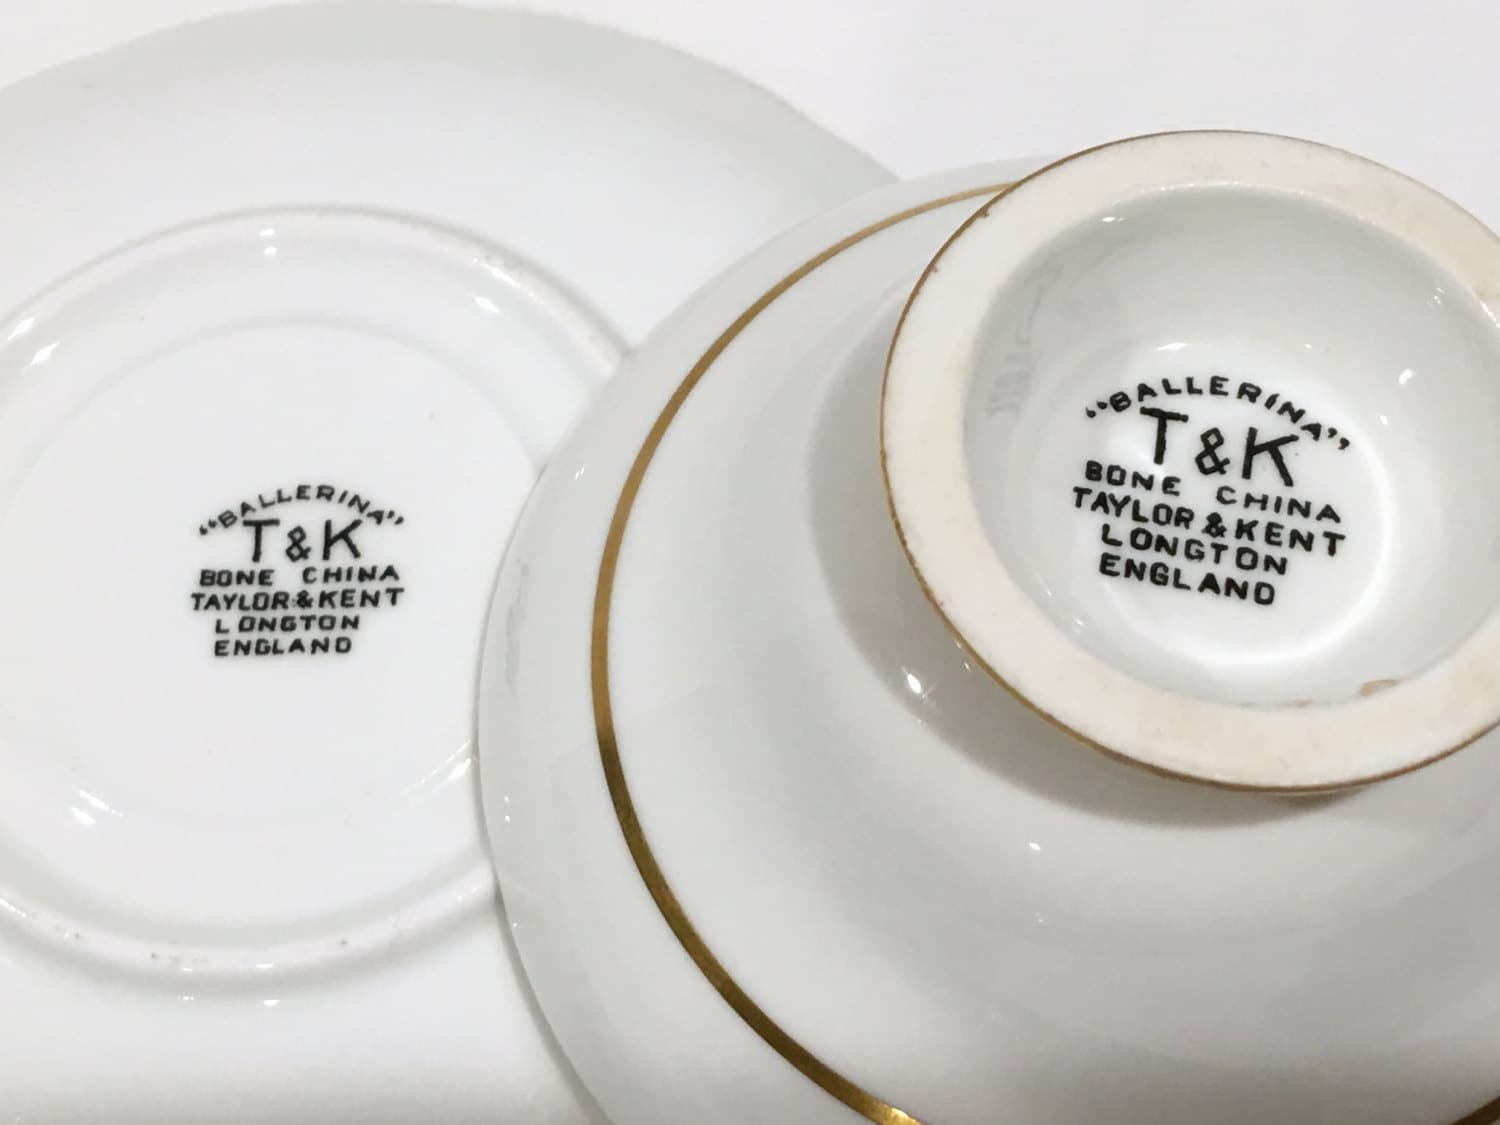 "BALLERINA"
T & K
BONE CHINA
TAYLOR & KENT
LONGTON
ENGLAND
"BALLERINA"
T & K
BONE CHINA
TAYLOR & KENT
LONGTON
ENGLAND